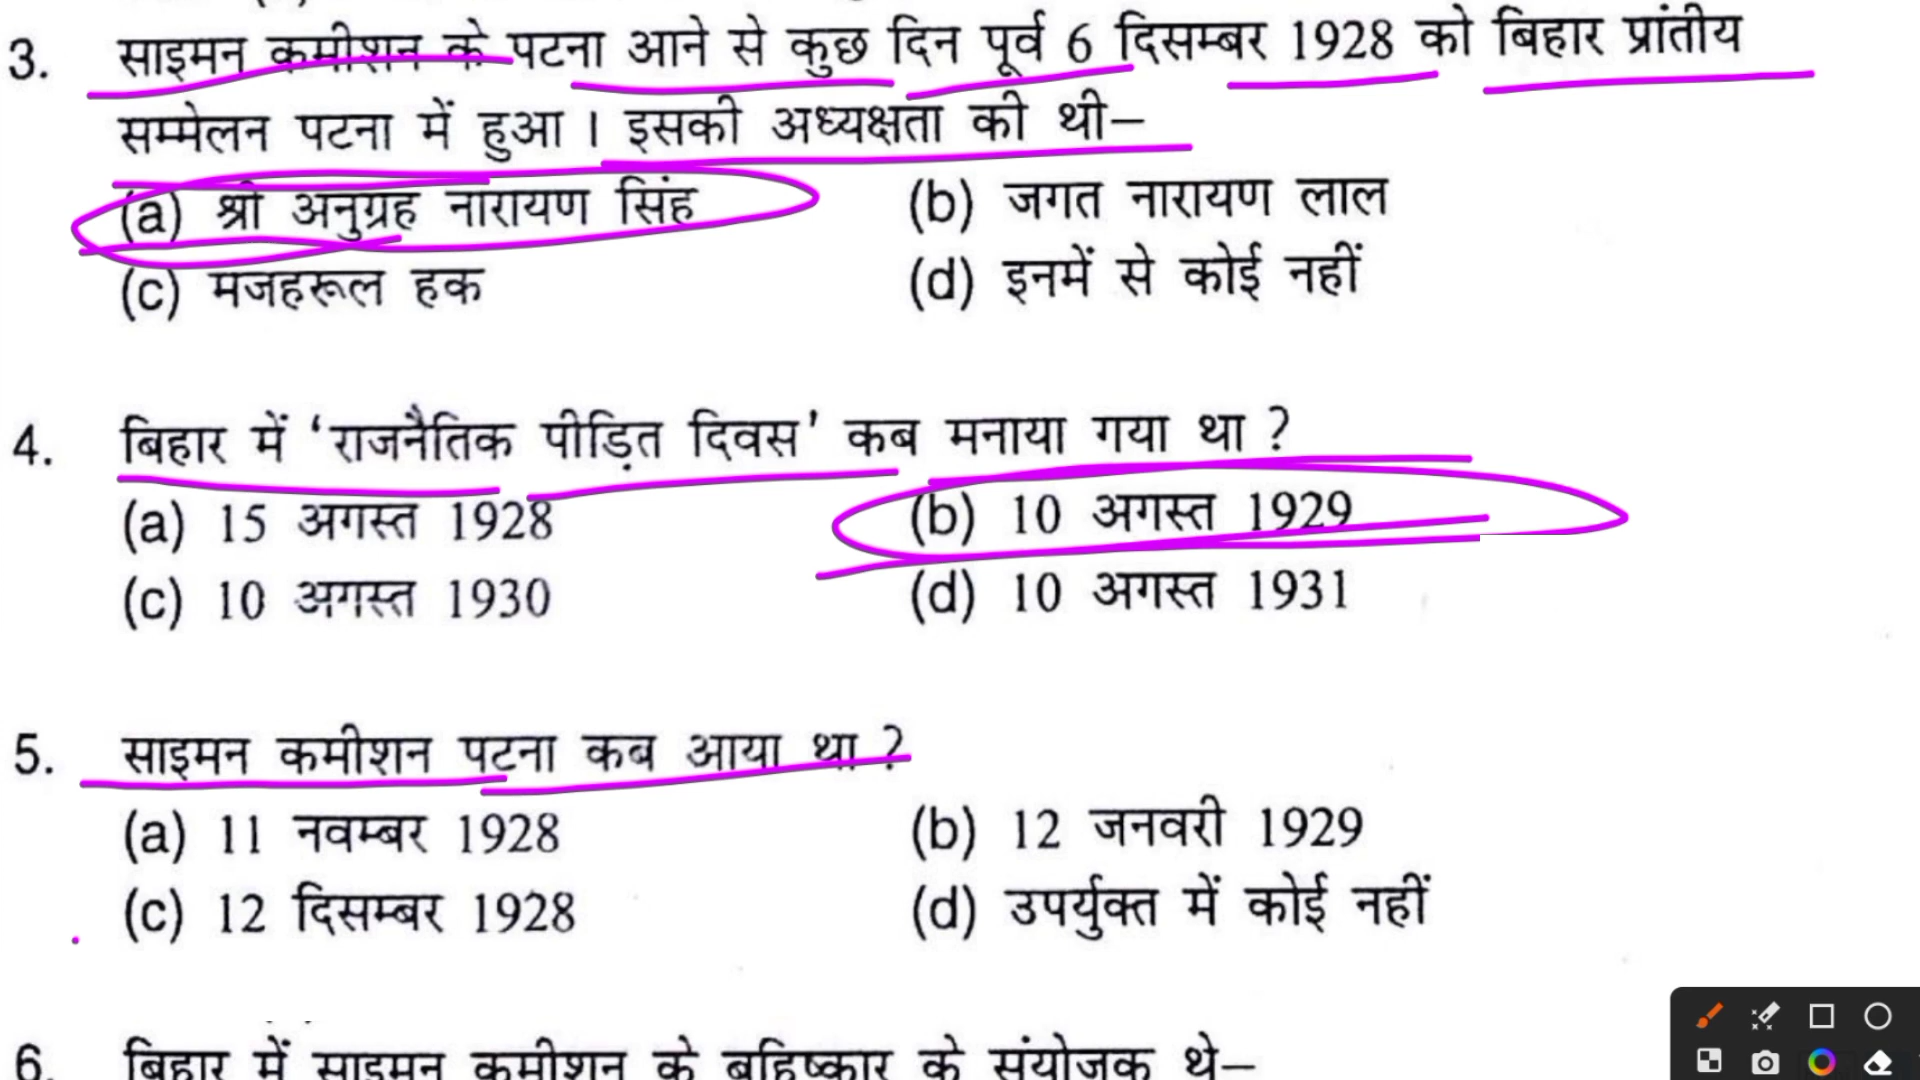 3. साइमन कमीशन के पटना आने से कुछ दिन पूर्व 6 दिसम्बर 1928 को बिहार प्रांतीय
सम्मेलन पटना में हुआ । इसकी अध्यक्षता की थी–
(a) श्री अनुग्रह नारायण सिंह (b) जगत नारायण लाल
(c) मजहरूल हक (d) इनमें से कोई नहीं
4. बिहार में ‘राजनैतिक पीड़ित दिवस’ कब मनाया गया था ?
(a) 15 अगस्त 1928 (b) 10 अगस्त 1929
(c) 10 अगस्त 1930 (d) 10 अगस्त 1931
5. साइमन कमीशन पटना कब आया था ?
(a) 11 नवम्बर 1928 (b) 12 जनवरी 1929
(c) 12 दिसम्बर 1928 (d) उपर्युक्त में कोई नहीं
6. बिहार में साइमन कमीशन के बहिष्कार के संयोजक थे–